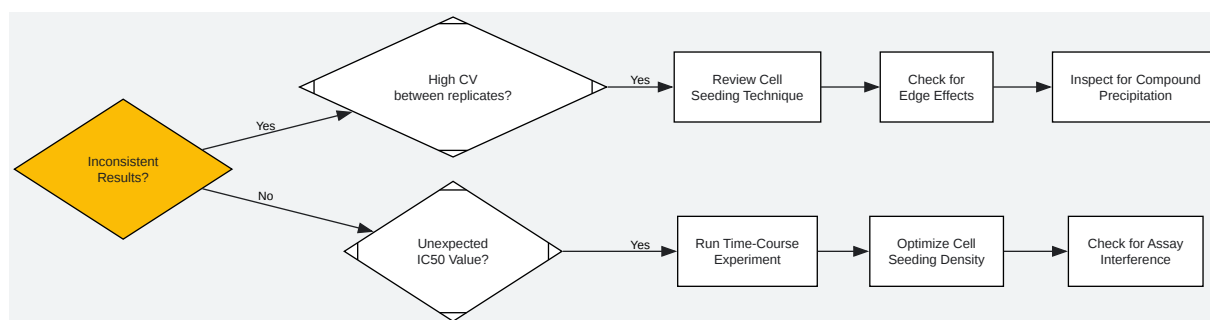 Inconsistent
Results?
Yes
No
High CV
between replicates?
Yes
Review Cell
Seeding Technique
Check for
Edge Effects
Inspect for Compound
Precipitation
Unexpected
IC50 Value?
Yes
Run Time-Course
Experiment
Optimize Cell
Seeding Density
Check for Assay
Interference